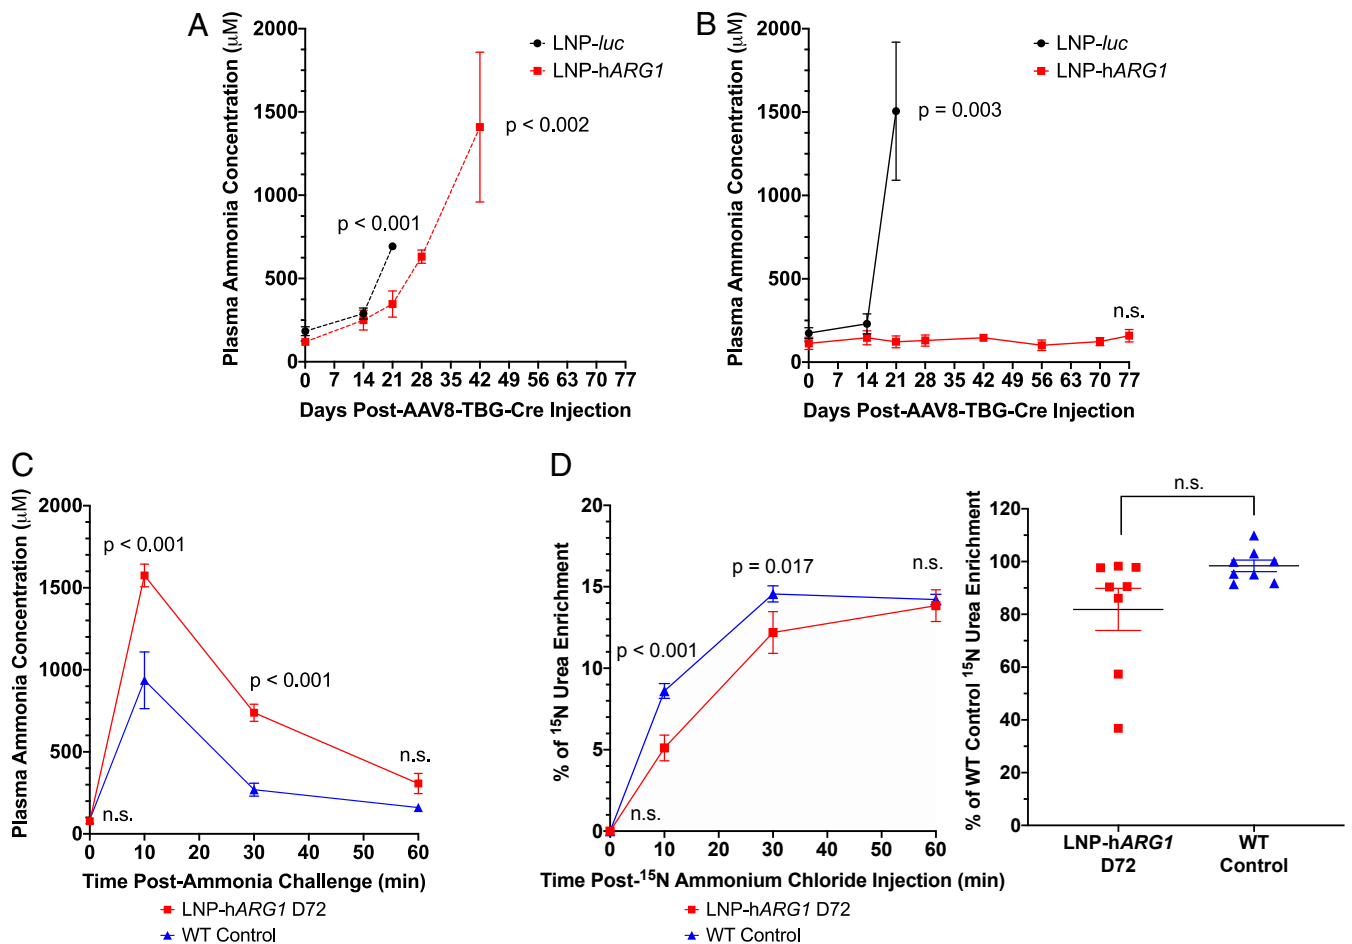 A
Plasma Ammonia Concentration (μM)
2000
1500
1000
500
0
LNP-luc
LNP-hARG1
p < 0.002
p < 0.001
0 7 14 21 28 35 42 49 56 63 70 77
Days Post-AAV8-TBG-Cre Injection
B
Plasma Ammonia Concentration (μM)
2000
1500
1000
500
0
LNP-luc
LNP-hARG1
p = 0.003
n.s.
0 7 14 21 28 35 42 49 56 63 70 77
Days Post-AAV8-TBG-Cre Injection
C
Plasma Ammonia Concentration (μM)
2000
1500
1000
500
0
p < 0.001
p < 0.001
n.s.
n.s.
0 10 20 30 40 50 60
Time Post-Ammonia Challenge (min)
LNP-hARG1 D72
WT Control
D
% of 15N Urea Enrichment
20
15
10
5
0
p = 0.017
n.s.
p < 0.001
n.s.
0 10 20 30 40 50 60
Time Post-15N Ammonium Chloride Injection (min)
LNP-hARG1 D72
WT Control
% of WT Control 15N Urea Enrichment
120
100
80
60
40
20
0
n.s.
LNP-hARG1
D72
WT
Control